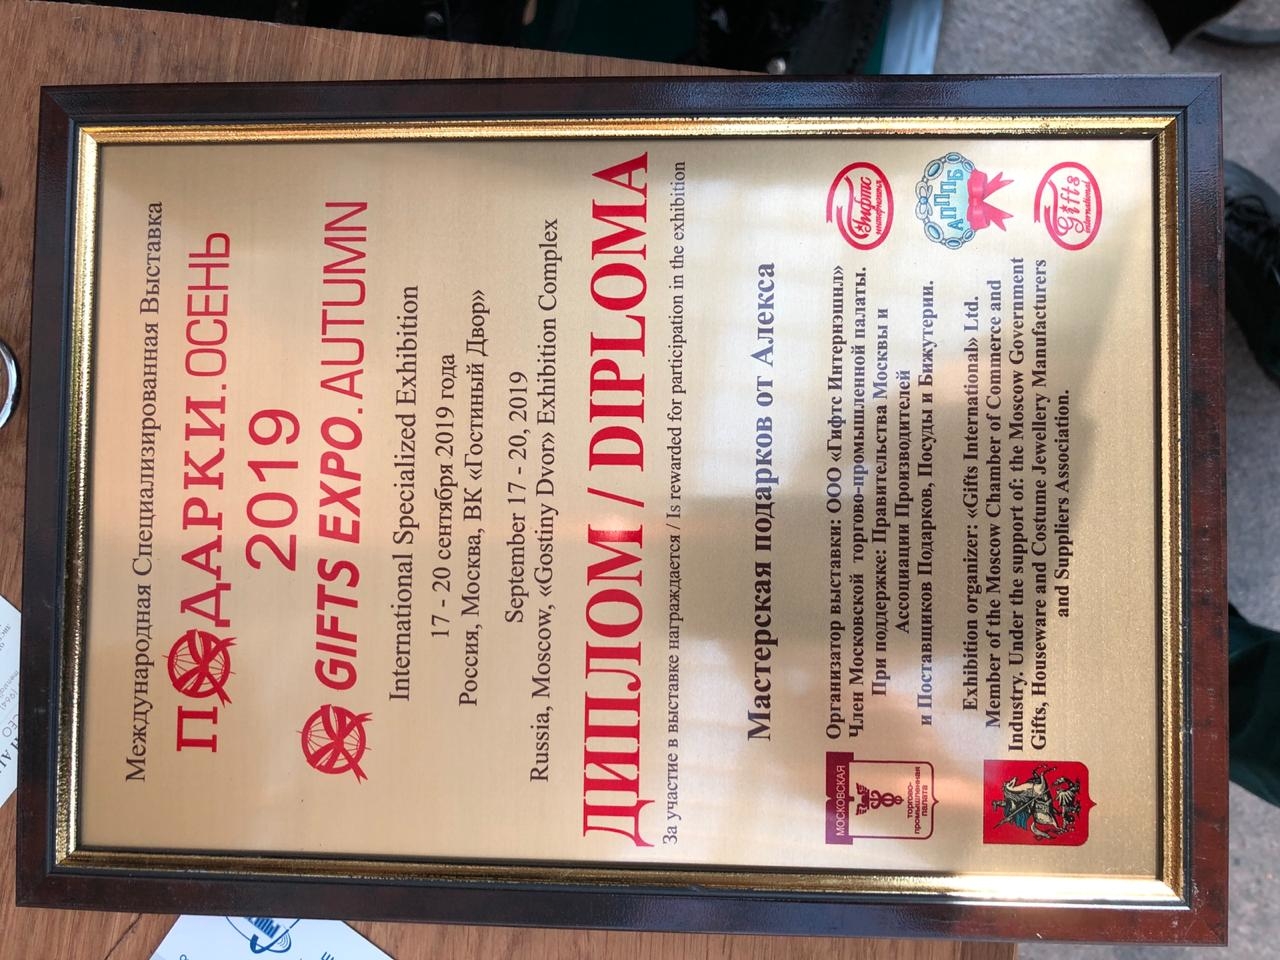 Международная Специализированная Выставка
ПОДАРКИ.ОСЕНЬ
2019
GIFTS EXPO.AUTUMN
International Specialized Exhibition
17 - 20 сентября 2019 года
Россия, Москва, ВК «Гостиный Двор»
September 17 - 20, 2019
Russia, Moscow, «Gostiny Dvor» Exhibition Complex
ДИПЛОМ / DIPLOMA
За участие в выставке награждается / Is rewarded for participation in the exhibition
Мастерская подарков от Алекса
Организатор выставки: ООО «Гифтс Интернэшнл»
Член Московской торгово-промышленной палаты.
При поддержке: Правительства Москвы и
Ассоциации Производителей
и Поставщиков Подарков, Посуды и Бижутерии.
Exhibition organizer: «Gifts International» Ltd.
Member of the Moscow Chamber of Commerce and
Industry. Under the support of: the Moscow Government
Gifts, Houseware and Costume Jewellery Manufacturers
and Suppliers Association.
МОСКОВСКАЯ
торгово-
промышленная
палата
Гифтс
АПППБ
Gifts
international
CEO